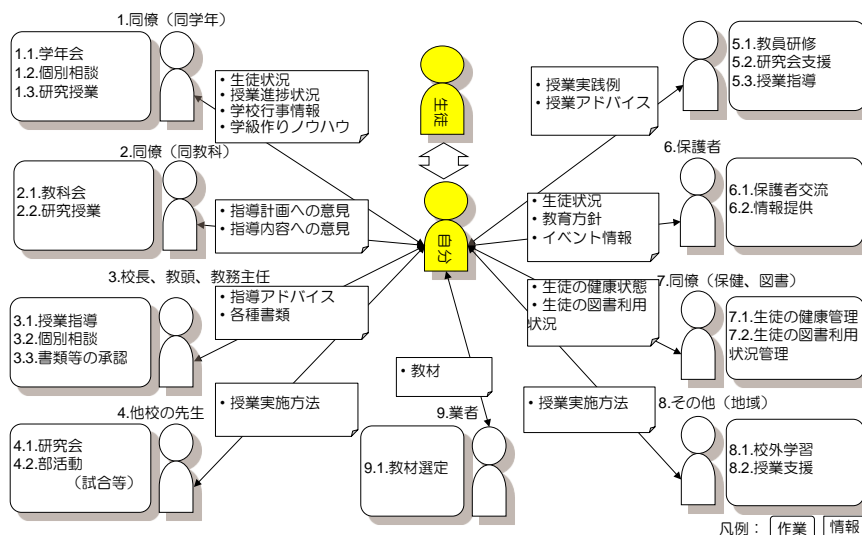 1.同僚（同学年）
1.1.学年会
1.2.個別相談
1.3.研究授業
・生徒状況
・授業進捗状況
・学校行事情報
・学級作りノウハウ
2.同僚（同教科）
2.1.教科会
2.2.研究授業
・指導計画への意見
・指導内容への意見
3.校長、教頭、教務主任
3.1.授業指導
3.2.個別相談
3.3.書類等の承認
・指導アドバイス
・各種書類
4.他校の先生
4.1.研究会
4.2.部活動
（試合等）
・授業実施方法
生徒
自分
・教材
9.業者
9.1.教材選定
・授業実践例
・授業アドバイス
5.1.教員研修
5.2.研究会支援
5.3.授業指導
6.保護者
・生徒状況
・教育方針
・イベント情報
6.1.保護者交流
6.2.情報提供
7.同僚（保健、図書）
・生徒の健康状態
・生徒の図書利用
状況
7.1.生徒の健康管理
7.2.生徒の図書利用
状況管理
8.その他（地域）
・授業実施方法
8.1.校外学習
8.2.授業支援
凡例： 作業 情報